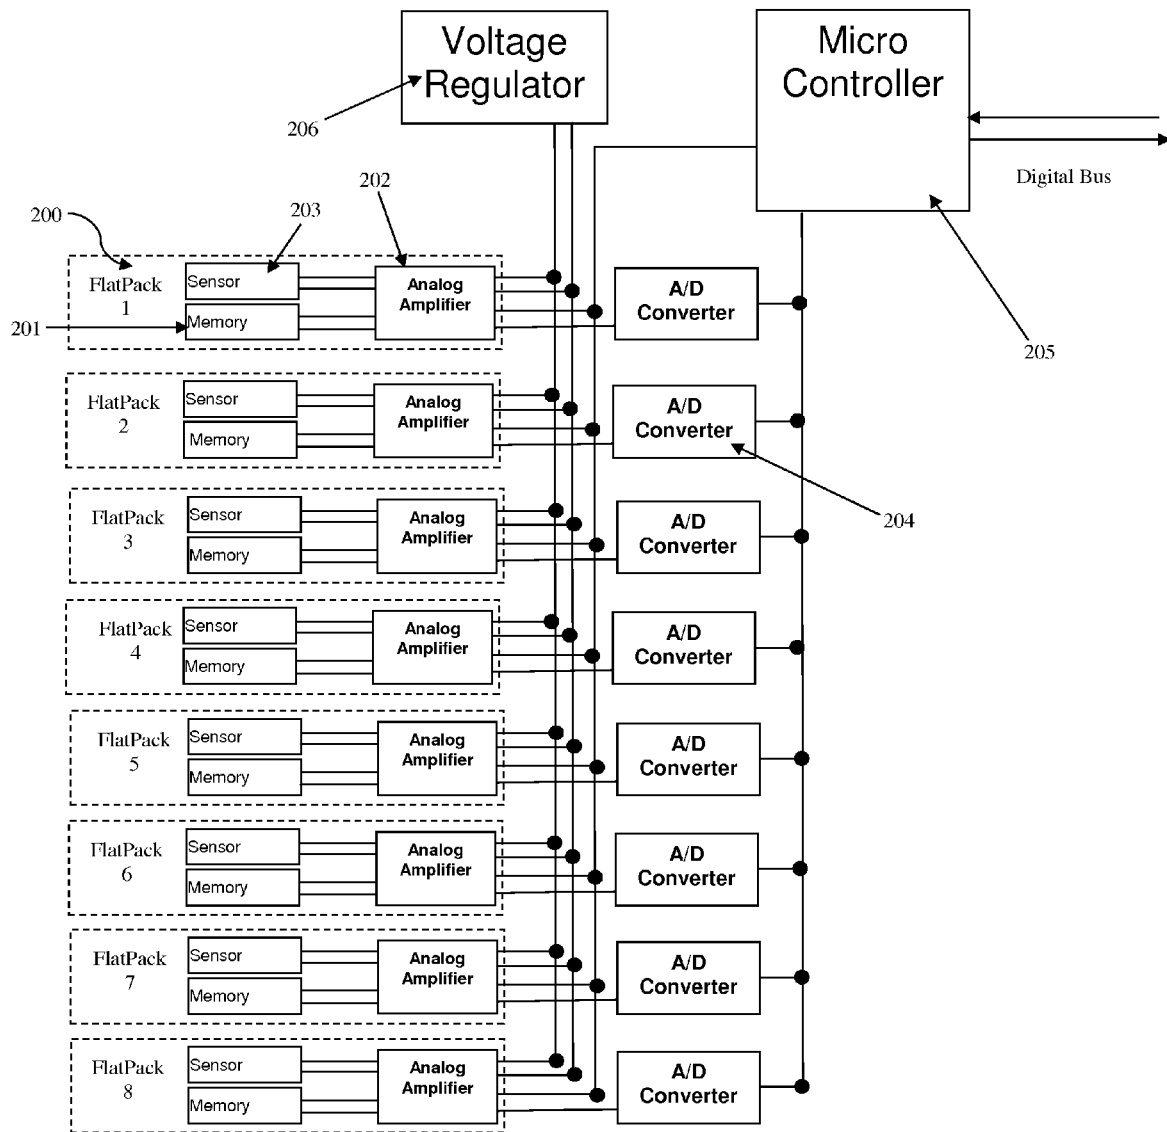 Voltage
Regulator
206
Micro
Controller
Digital Bus
205
200
203
202
201
204
FlatPack
1
Sensor
Memory
Analog
Amplifier
A/D
Converter
FlatPack
2
Sensor
Memory
Analog
Amplifier
A/D
Converter
FlatPack
3
Sensor
Memory
Analog
Amplifier
A/D
Converter
FlatPack
4
Sensor
Memory
Analog
Amplifier
A/D
Converter
FlatPack
5
Sensor
Memory
Analog
Amplifier
A/D
Converter
FlatPack
6
Sensor
Memory
Analog
Amplifier
A/D
Converter
FlatPack
7
Sensor
Memory
Analog
Amplifier
A/D
Converter
FlatPack
8
Sensor
Memory
Analog
Amplifier
A/D
Converter